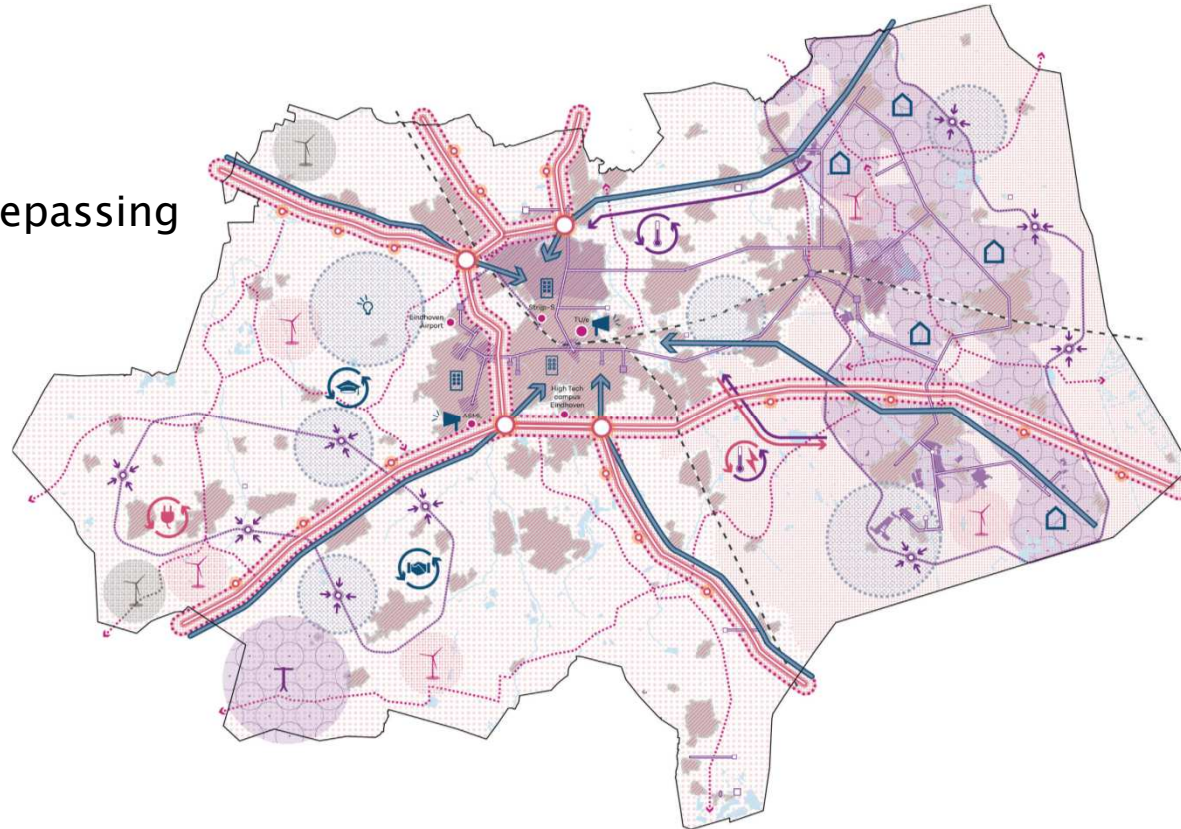 epassing
Strijp-S
Eindhoven
Airport
TU/e
High Tech
campus
Eindhoven
ASML